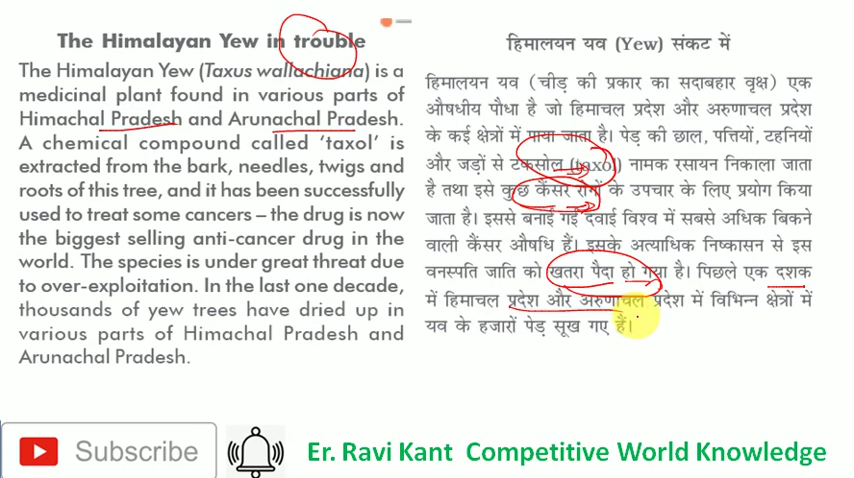 The Himalayan Yew in trouble
The Himalayan Yew (Taxus wallachiana) is a
medicinal plant found in various parts of
Himachal Pradesh and Arunachal Pradesh.
A chemical compound called ‘taxol’ is
extracted from the bark, needles, twigs and
roots of this tree, and it has been successfully
used to treat some cancers – the drug is now
the biggest selling anti-cancer drug in the
world. The species is under great threat due
to over-exploitation. In the last one decade,
thousands of yew trees have dried up in
various parts of Himachal Pradesh and
Arunachal Pradesh.
हिमालयन यव (Yew) संकट में
हिमालयन यव (चीड़ की प्रकार का सदाबहार वृक्ष) एक
औषधीय पौधा है जो हिमाचल प्रदेश और अरुणाचल प्रदेश
के कई क्षेत्रों में पाया जाता है। पेड़ की छाल, पत्तियों, टहनियों
और जड़ों से टकसोल (taxol) नामक रसायन निकाला जाता
है तथा इसे कुछ कैंसर रोगों के उपचार के लिए प्रयोग किया
जाता है। इससे बनाई गई दवाई विश्व में सबसे अधिक बिकने
वाली कैंसर औषधि हैं। इसके अत्याधिक निष्कासन से इस
वनस्पति जाति को खतरा पैदा हो गया है। पिछले एक दशक
में हिमाचल प्रदेश और अरुणाचल प्रदेश में विभिन्न क्षेत्रों में
यव के हजारों पेड़ सूख गए हैं।
Subscribe
Er. Ravi Kant Competitive World Knowledge